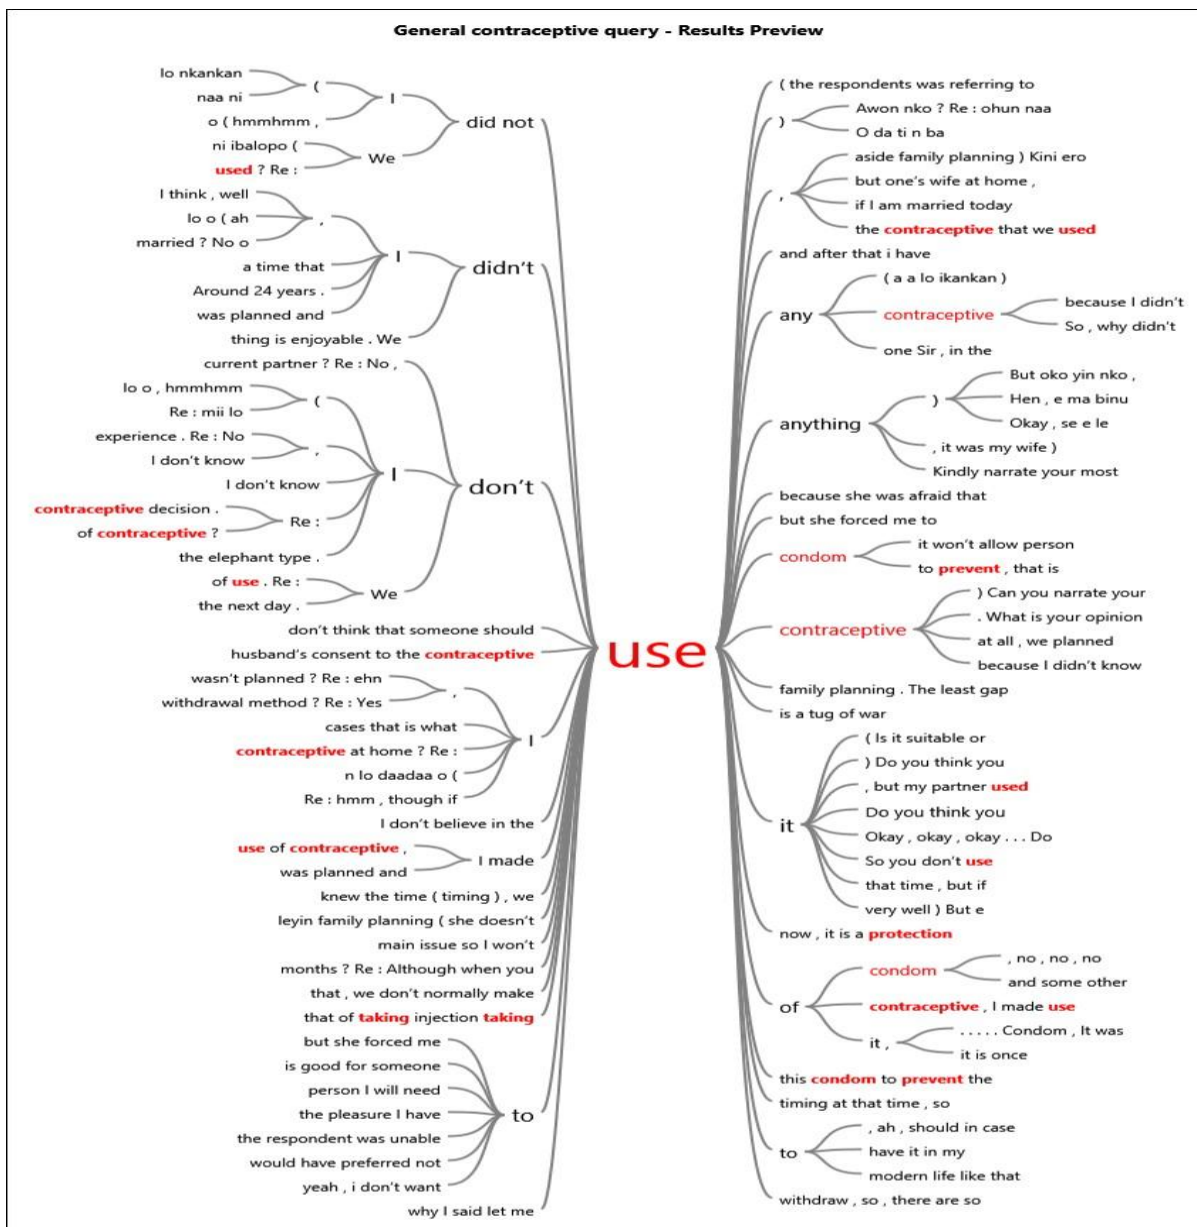 General contraceptive query - Results Preview
lo nkankan
naa ni
(
o ( hmmhmm ,
I
ni ibalopo (
used ? Re :
We
did not
I think , well
lo o ( ah
married ? No o
,
a time that
Around 24 years .
was planned and
I
thing is enjoyable . We
didn't
current partner ? Re : No ,
lo o , hmmhmm
Re : mii lo
(
experience . Re : No
I don't know
,
I don't know
contraceptive decision .
of contraceptive ?
Re :
the elephant type .
I
of use . Re :
the next day .
We
don't
don't think that someone should
husband's consent to the contraceptive
wasn't planned ? Re : ehn
withdrawal method ? Re : Yes
,
cases that is what
contraceptive at home ? Re :
n lo daadaa o (
Re : hmm , though if
I
I don't believe in the
use of contraceptive ,
was planned and
I made
knew the time ( timing ) , we
leyin family planning ( she doesn't
main issue so I won't
months ? Re : Although when you
that , we don't normally make
that of taking injection taking
but she forced me
is good for someone
person I will need
the pleasure I have
the respondent was unable
would have preferred not
yeah , i don't want
to
why I said let me
use
( the respondents was referring to
)
Awon nko ? Re : ohun naa
O da ti n ba
,
aside family planning ) Kini ero
but one's wife at home ,
if I am married today
the contraceptive that we used
and after that i have
any
( a a lo ikankan )
contraceptive
because I didn't
So , why didn't
one Sir , in the
anything
)
But oko yin nko ,
Hen , e ma binu
Okay , se e le
, it was my wife )
Kindly narrate your most
because she was afraid that
but she forced me to
condom
it won't allow person
to prevent , that is
contraceptive
) Can you narrate your
. What is your opinion
at all , we planned
because I didn't know
family planning . The least gap
is a tug of war
it
( Is it suitable or
) Do you think you
, but my partner used
Do you think you
Okay , okay , okay . . . Do
So you don't use
that time , but if
very well ) But e
now , it is a protection
of
condom
, no , no , no
and some other
contraceptive , I made use
it ,
. . . . . Condom , It was
it is once
this condom to prevent the
timing at that time , so
to
, ah , should in case
have it in my
modern life like that
withdraw , so , there are so